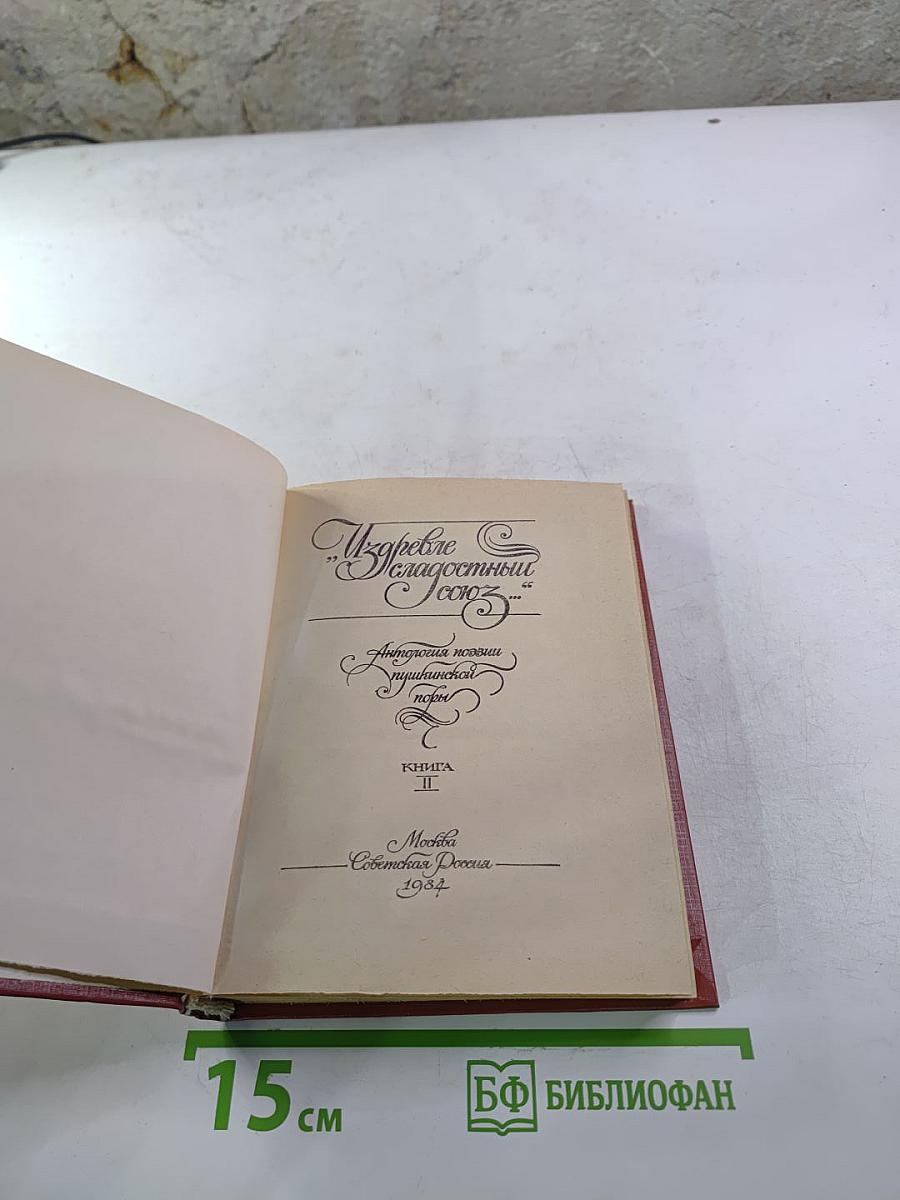 „Издревле
сладостный
союз..."
Антология поэзии
пушкинской
поры
КНИГА
II
Москва
Советская Россия
1984
15 см
БФ БИБЛИОФАН